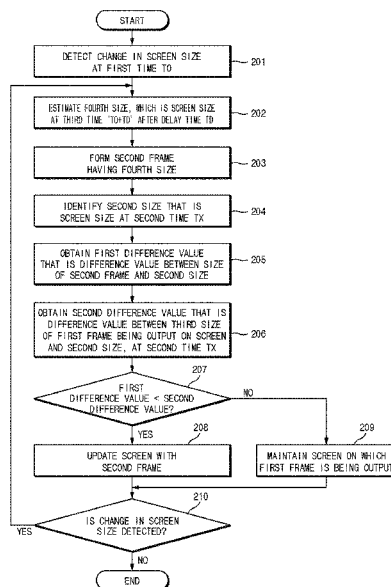 START
DETECT CHANGE IN SCREEN SIZE
AT FIRST TIME T0
201
ESTIMATE FOURTH SIZE, WHICH IS SCREEN SIZE
AT THIRD TIME 'T0+TD' AFTER DELAY TIME TD
202
FORM SECOND FRAME
HAVING FOURTH SIZE
203
IDENTIFY SECOND SIZE THAT IS
SCREEN SIZE AT SECOND TIME TX
204
OBTAIN FIRST DIFFERENCE VALUE
THAT IS DIFFERENCE VALUE BETWEEN SIZE
OF SECOND FRAME AND SECOND SIZE
205
OBTAIN SECOND DIFFERENCE VALUE THAT IS
DIFFERENCE VALUE BETWEEN THIRD SIZE
OF FIRST FRAME BEING OUTPUT ON SCREEN
AND SECOND SIZE, AT SECOND TIME TX
206
207
FIRST
DIFFERENCE VALUE < SECOND
DIFFERENCE VALUE?
NO
YES
208
UPDATE SCREEN WITH
SECOND FRAME
209
MAINTAIN SCREEN ON WHICH
FIRST FRAME IS BEING OUTPUT
210
IS CHANGE IN SCREEN
SIZE DETECTED?
YES
NO
END